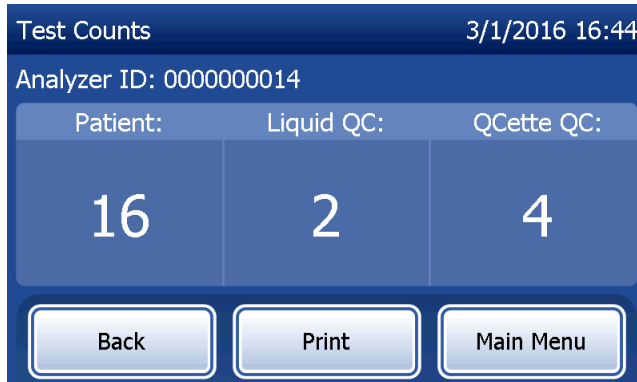 Test Counts 3/1/2016 16:44
Analyzer ID: 0000000014
Patient: Liquid QC: QCette QC:
16 2 4
Back Print Main Menu